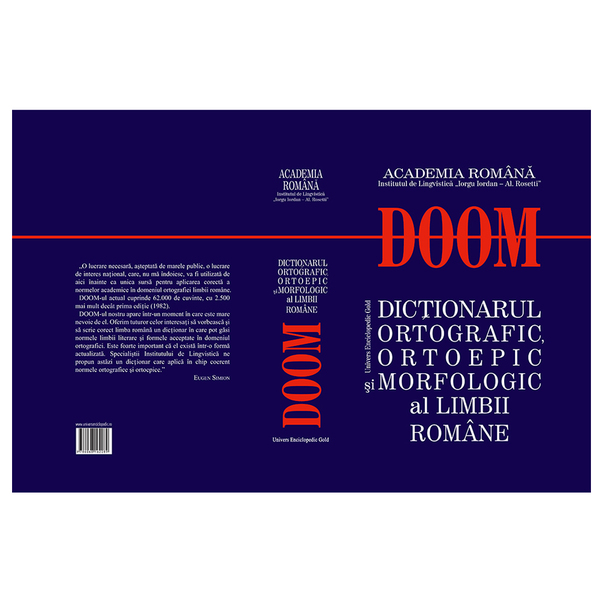 „O lucrare necesară, așteptată de marele public, o lucrare
de interes național, care, nu mă îndoiesc, va fi utilizată de
aici înainte ca unica sursă pentru aplicarea corectă a
normelor academice în domeniul ortografiei limbii române.
DOOM-ul actual cuprinde 62.000 de cuvinte, cu 2.500
mai mult decât prima ediție (1982).
DOOM-ul nostru apare într-un moment în care este mare
nevoie de el. Oferim tuturor celor interesați să vorbească și
să scrie corect limba română un dicționar în care pot găsi
normele limbii literare și formele acceptate în domeniul
ortografiei. Este foarte important că el există într-o formă
actualizată. Specialiștii Institutului de Lingvistică ne
propun astăzi un dicționar care aplică în chip cocrent
normele ortografice și ortoepice.”
EUGEN SIMION
ACADEMIA
ROMÂNĂ
Institutul de Lingvistică
„Iorgu Iordan – Al. Rosetti”
DICȚIONARUL
ORTOGRAFIC
ORTOEPIC
și MORFOLOGIC
al LIMBII
ROMÂNE
DOOM
Univers Enciclopedic Gold
ACADEMIA ROMÂNĂ
Institutul de Lingvistică „Iorgu Iordan – Al. Rosetti”
DOOM
Univers Enciclopedic Gold
DICȚIONARUL
ORTOGRAFIC,
ORTOEPIC
și MORFOLOGIC
al LIMBII
ROMÂNE